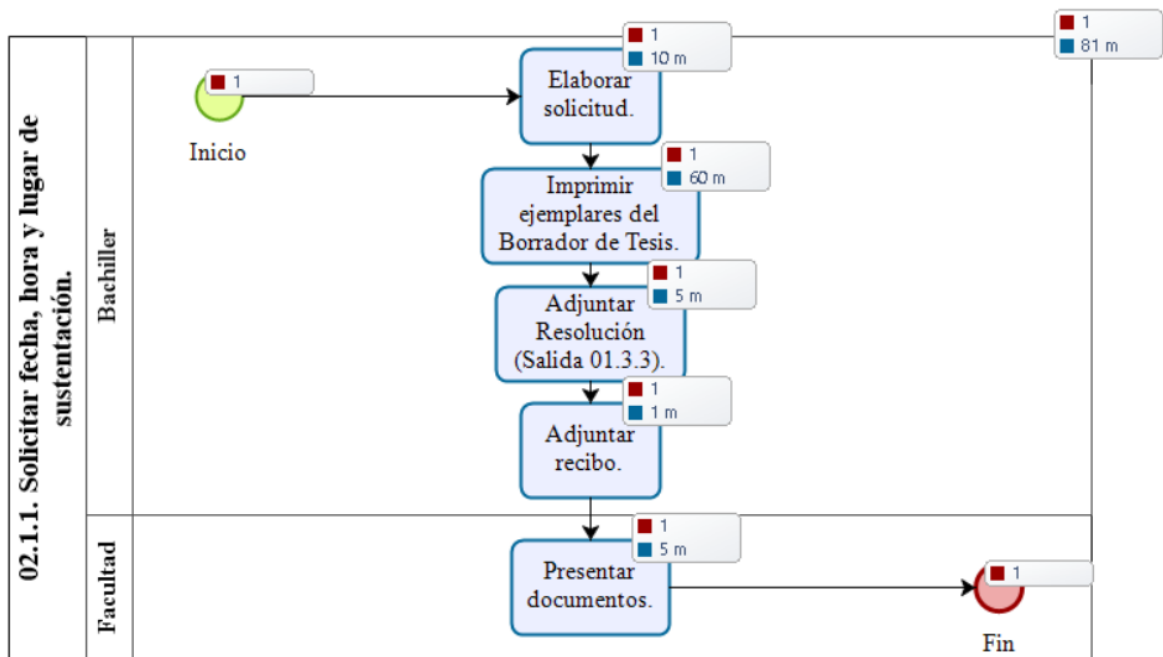 02.1.1. Solicitar fecha, hora y lugar de
sustentación.
Bachiller
Facultad
1
81 m
1
Inicio
1
10 m
Elaborar
solicitud.
1
60 m
Imprimir
ejemplares del
Borrador de Tesis.
1
5 m
Adjuntar
Resolución
(Salida 01.3.3).
1
1 m
Adjuntar
recibo.
1
5 m
Presentar
documentos.
1
Fin